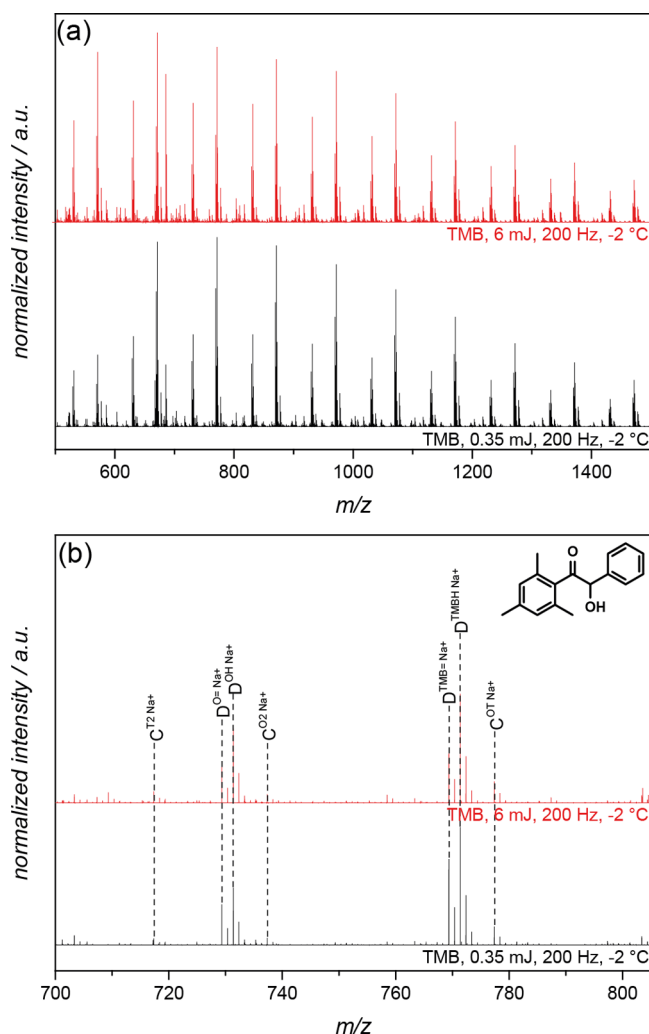 (a)
normalized intensity / a.u.
TMB, 6 mJ, 200 Hz, -2 °C
TMB, 0.35 mJ, 200 Hz, -2 °C
600 800 1000 1200 1400
m/z
(b)
O
OH
normalized intensity / a.u.
C^T2 Na+
D^O= Na+
D^OH Na+
C^O2 Na+
D^TMB= Na+
D^TMBH Na+
C^OT Na+
TMB, 6 mJ, 200 Hz, -2 °C
TMB, 0.35 mJ, 200 Hz, -2 °C
700 720 740 760 780 800
m/z